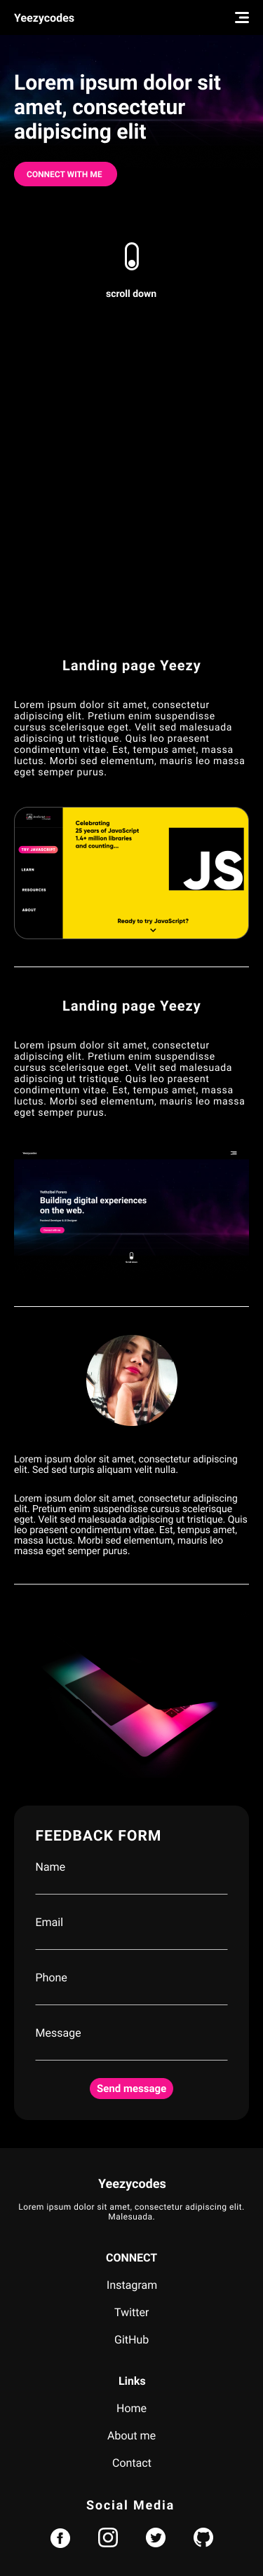 Yeezycodes
Lorem ipsum dolor sit
amet, consectetur
adipiscing elit
CONNECT WITH ME
scroll down
Landing page Yeezy
Lorem ipsum dolor sit amet, consectetur
adipiscing elit. Pretium enim suspendisse
cursus scelerisque eget. Velit sed malesuada
adipiscing ut tristique. Quis leo praesent
condimentum vitae. Est, tempus amet, massa
luctus. Morbi sed elementum, mauris leo massa
eget semper purus.
Celebrating
25 years of JavaScript
1.4+ million libraries
and counting...
TRY JAVASCRIPT
LEARN
RESOURCES
ABOUT
JS
Ready to try JavaScript?
Landing page Yeezy
Lorem ipsum dolor sit amet, consectetur
adipiscing elit. Pretium enim suspendisse
cursus scelerisque eget. Velit sed malesuada
adipiscing ut tristique. Quis leo praesent
condimentum vitae. Est, tempus amet, massa
luctus. Morbi sed elementum, mauris leo massa
eget semper purus.
Yeezycodes
Building digital experiences
on the web.
Lorem ipsum dolor sit amet, consectetur adipiscing
elit. Sed sed turpis aliquam velit nulla.
Lorem ipsum dolor sit amet, consectetur adipiscing
elit. Pretium enim suspendisse cursus scelerisque
eget. Velit sed malesuada adipiscing ut tristique. Quis
leo praesent condimentum vitae. Est, tempus amet,
massa luctus. Morbi sed elementum, mauris leo
massa eget semper purus.
FEEDBACK FORM
Name
Email
Phone
Message
Send message
Yeezycodes
Lorem ipsum dolor sit amet, consectetur adipiscing elit.
Malesuada.
CONNECT
Instagram
Twitter
GitHub
Links
Home
About me
Contact
Social Media